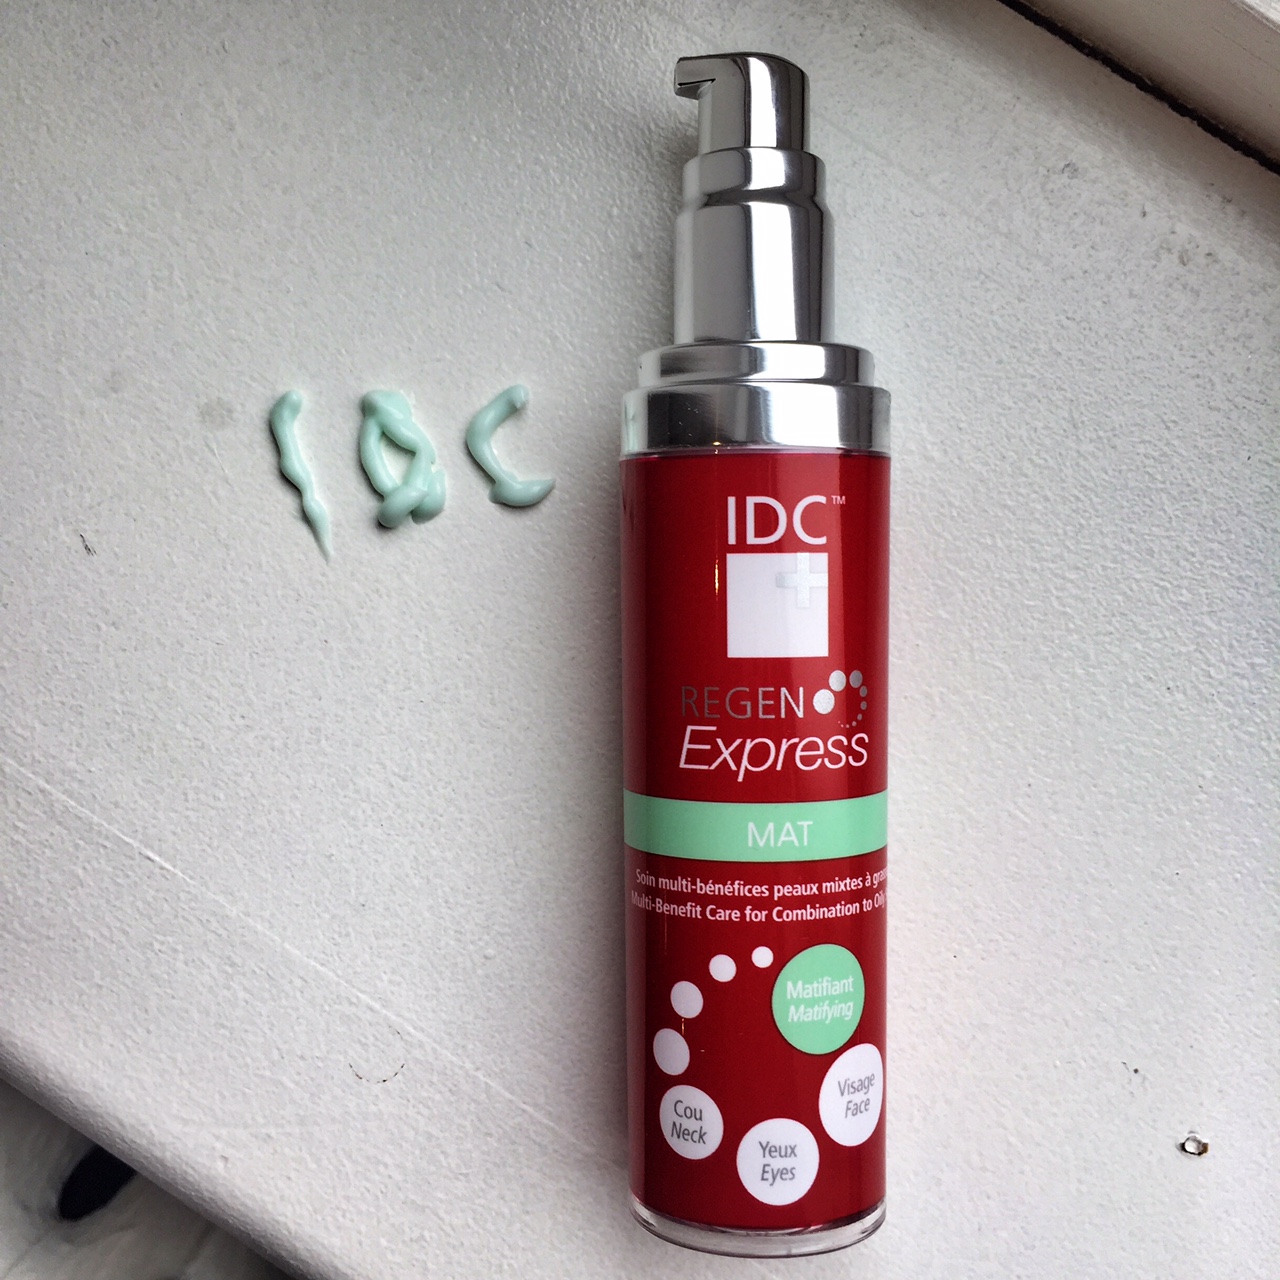 IDC
IDC™
REGEN
Express
MAT
Soin multi-bénéfices peaux mixtes à
Multi-Benefit Care for Combination to Oily
Matifiant
Matifying
Visage
Face
Cou
Neck
Yeux
Eyes